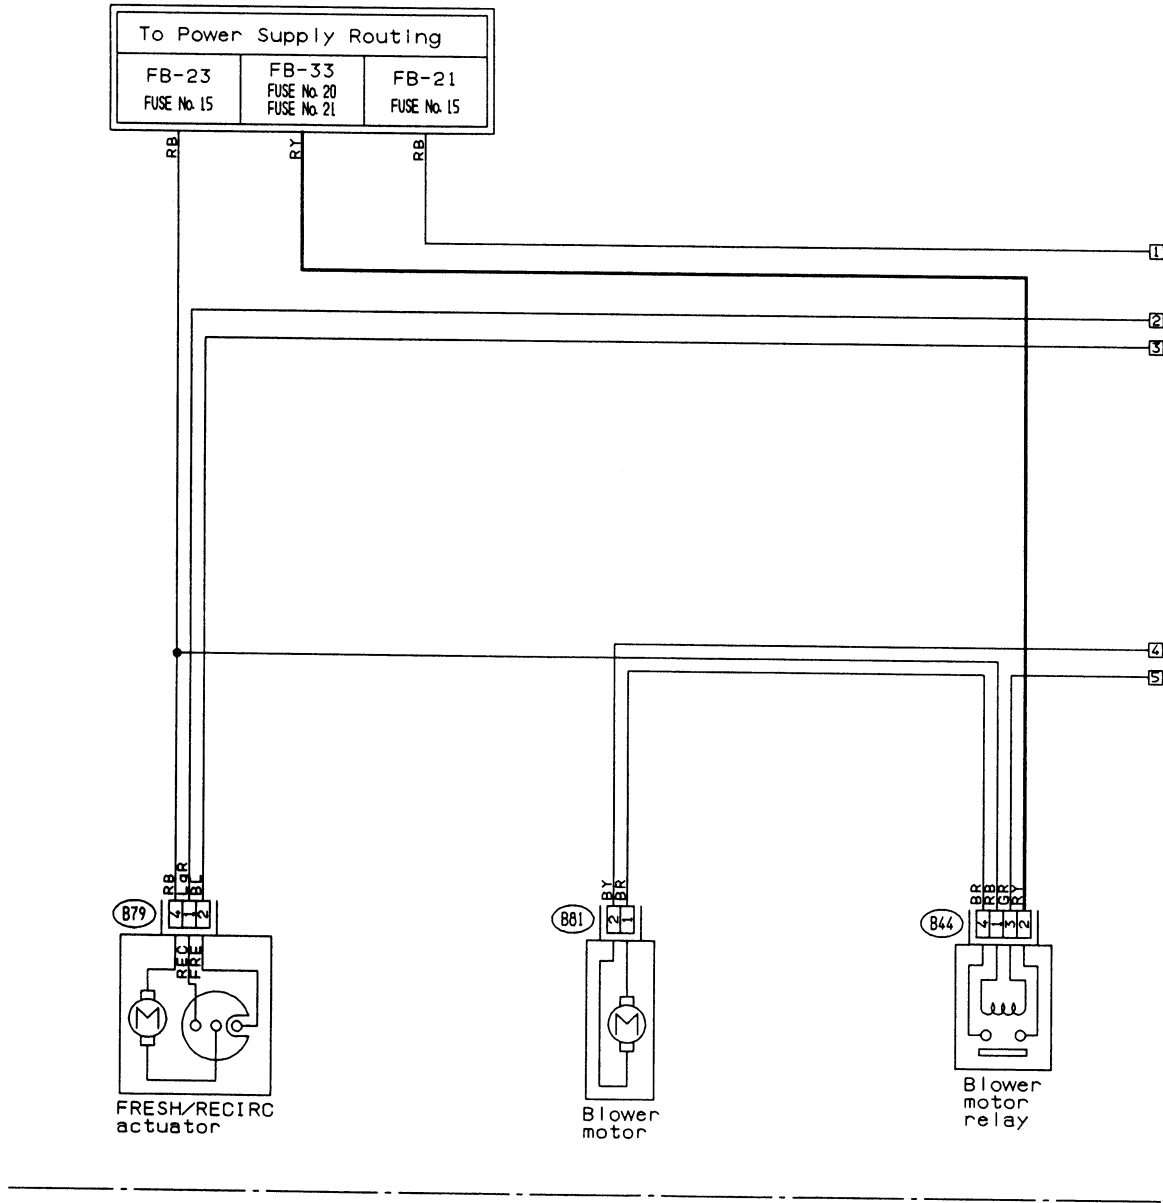 To Power Supply Routing
FB-23
FUSE No. 15
FB-33
FUSE No. 20
FUSE No. 21
FB-21
FUSE No. 15
RB
RY
RB
1
2
3
4
5
RB
LgR
BL
B79
4
1
2
REC
FRE
M
FRESH/RECIRC
actuator
BY
BR
B81
2
1
M
Blower
motor
BR
RB
GR
RY
B44
4
1
3
2
Blower
motor
relay